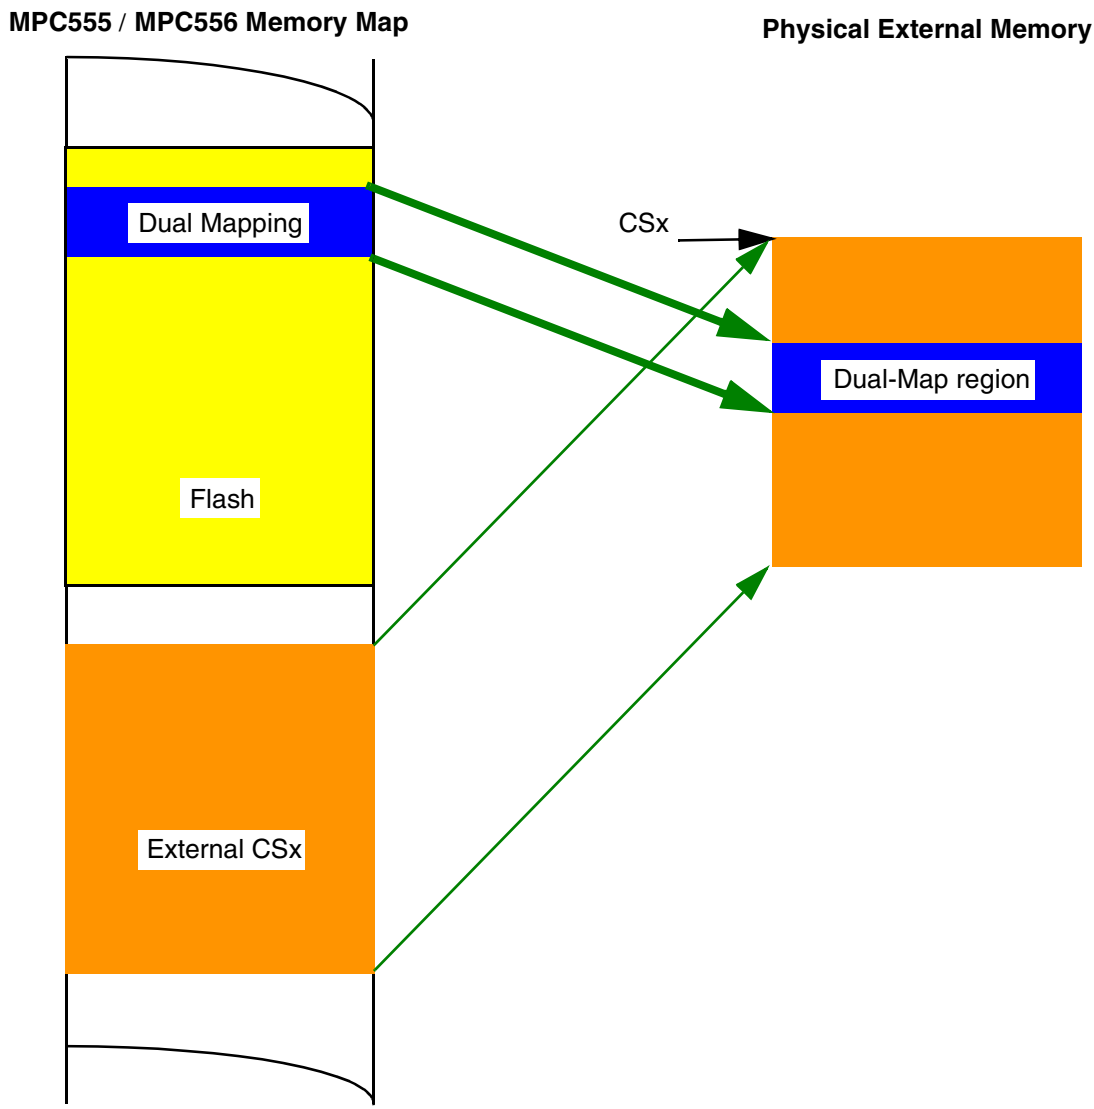 MPC555 / MPC556 Memory Map
Physical External Memory
Dual Mapping
CSx
Dual-Map region
Flash
External CSx